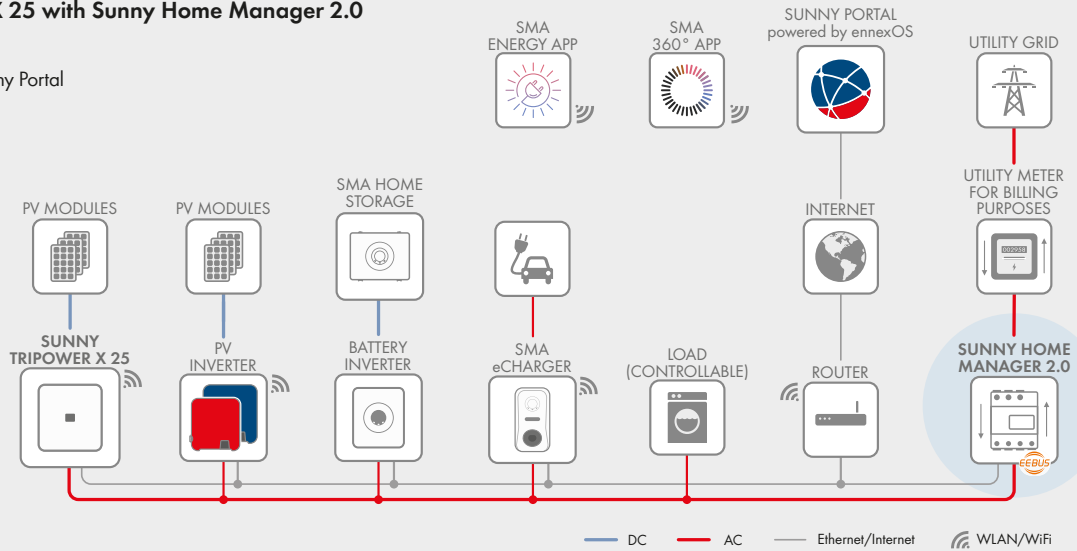 X 25 with Sunny Home Manager 2.0
ny Portal
SMA
ENERGY APP
SMA
360° APP
SUNNY PORTAL
powered by ennexOS
UTILITY GRID
PV MODULES
PV MODULES
SMA HOME
STORAGE
INTERNET
UTILITY METER
FOR BILLING
PURPOSES
SUNNY
TRIPOWER X 25
PV
INVERTER
BATTERY
INVERTER
SMA
eCHARGER
LOAD
(CONTROLLABLE)
ROUTER
SUNNY HOME
MANAGER 2.0
EEBUS
DC
AC
Ethernet/Internet
WLAN/WiFi